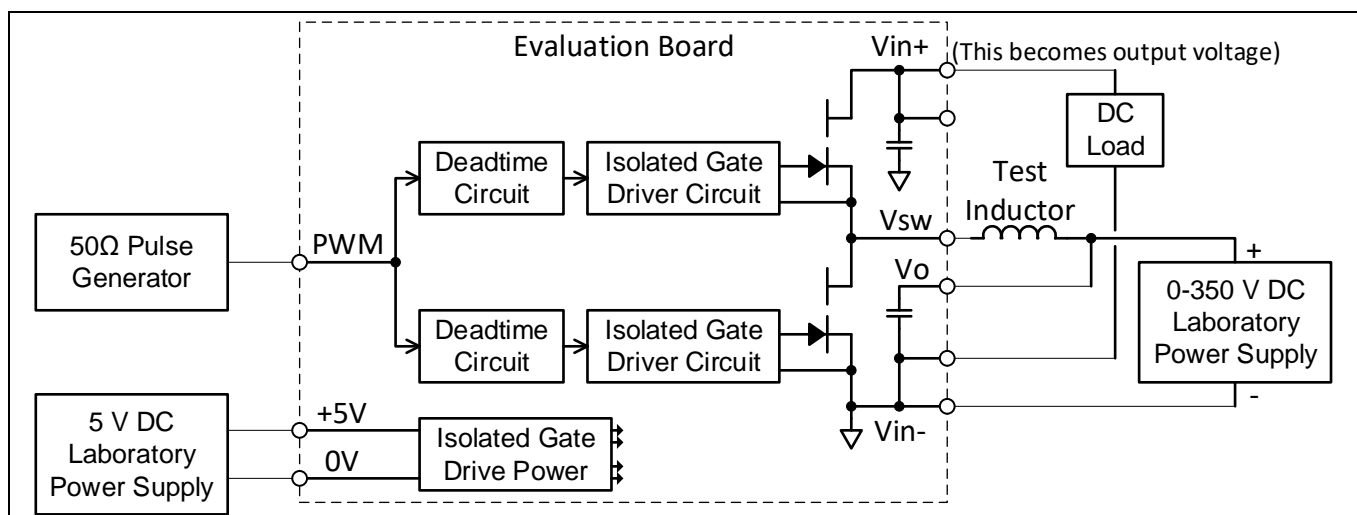 Evaluation Board
Vin+
(This becomes output voltage)
DC
Load
Deadtime
Circuit
Isolated Gate
Driver Circuit
Test
Inductor
50Ω Pulse
Generator
PWM
Vsw
Vo
+
0-350 V DC
Laboratory
Power Supply
-
Deadtime
Circuit
Isolated Gate
Driver Circuit
5 V DC
Laboratory
Power Supply
+5V
0V
Isolated Gate
Drive Power
Vin-